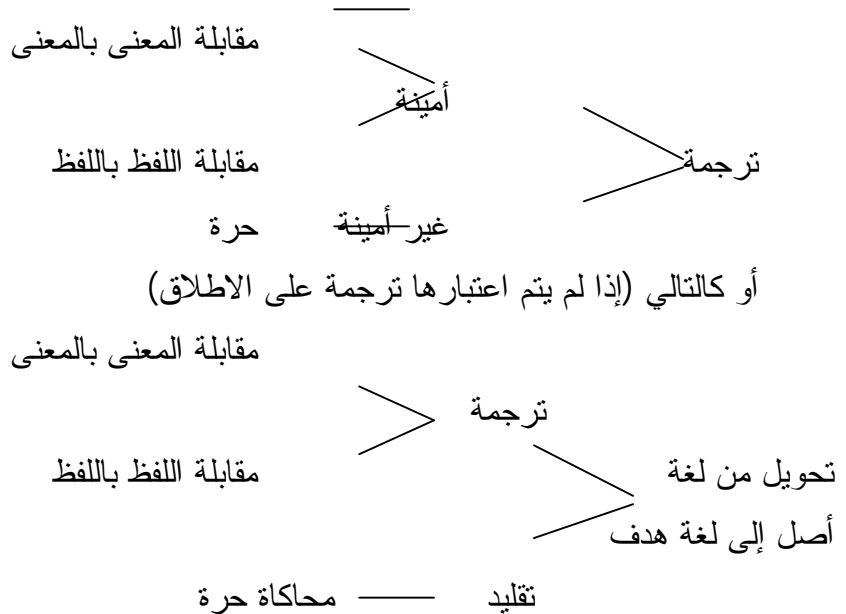 مقابلة المعنى بالمعنى
أمينة
ترجمة
مقابلة اللفظ باللفظ
غير أمينة حرة
أو كالتالي (إذا لم يتم اعتبارها ترجمة على الاطلاق)
مقابلة المعنى بالمعنى
ترجمة
تحويل من لغة
مقابلة اللفظ باللفظ
أصل إلى لغة هدف
تقليد محاكاة حرة